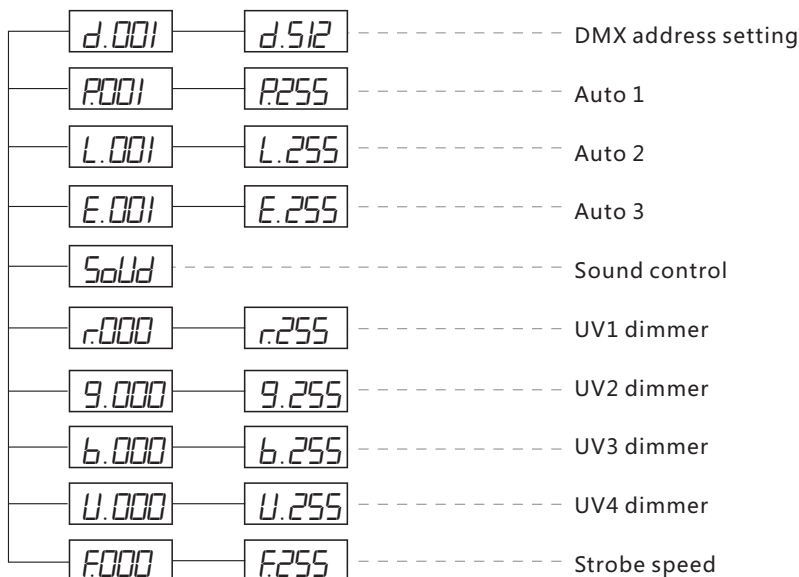 d.001 d.512 DMX address setting
P.001 P.255 Auto 1
L.001 L.255 Auto 2
E.001 E.255 Auto 3
SoUd Sound control
r.000 r.255 UV1 dimmer
9.000 9.255 UV2 dimmer
b.000 b.255 UV3 dimmer
U.000 U.255 UV4 dimmer
F.000 F.255 Strobe speed